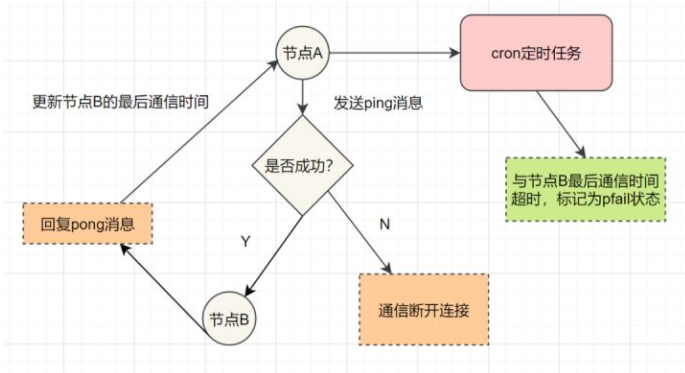 节点A
cron定时任务
更新节点B的最后通信时间
发送ping消息
是否成功?
与节点B最后通信时间
超时，标记为pfail状态
回复pong消息
Y
N
节点B
通信断开连接